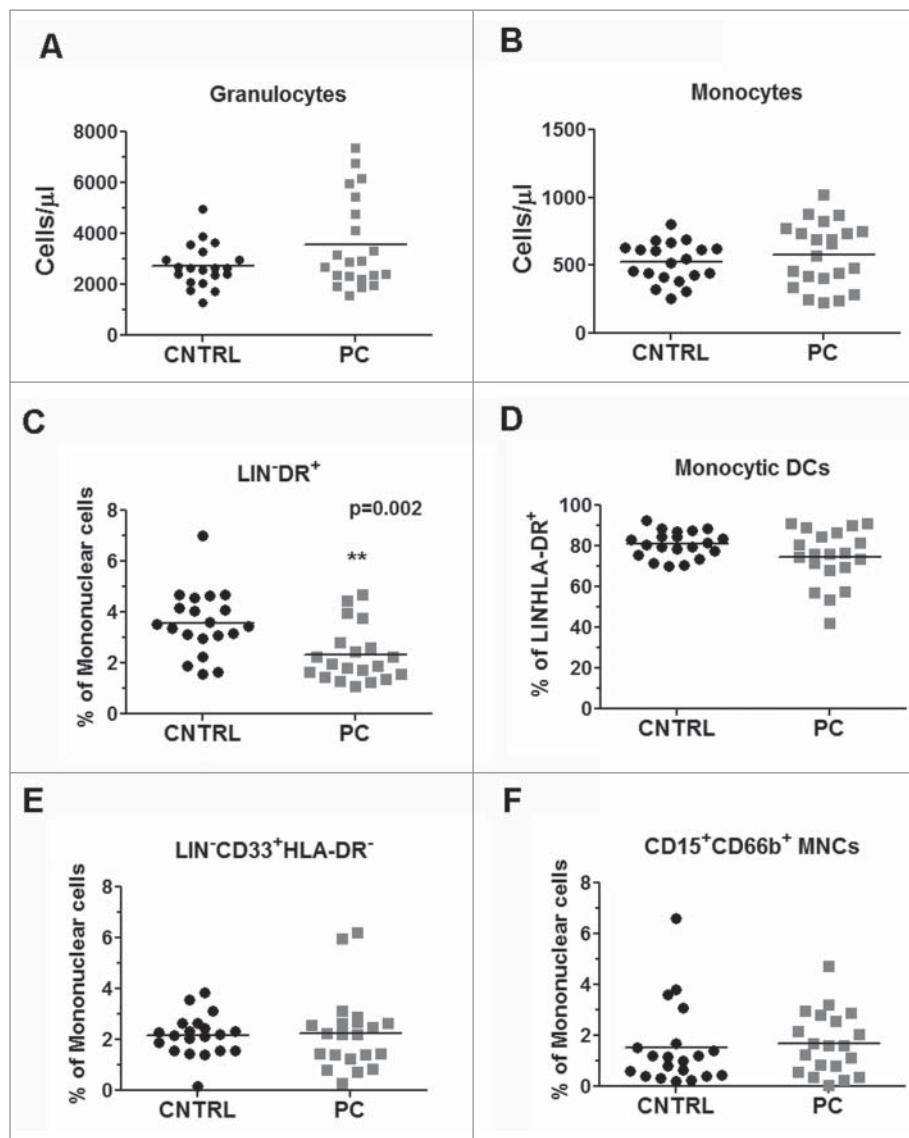 A
Granulocytes
Cells/µl
8000
6000
4000
2000
0
CNTRL PC
B
Monocytes
Cells/µl
1500
1000
500
0
CNTRL PC
C
LIN⁻DR⁺
p=0.002
**
% of Mononuclear cells
8
6
4
2
0
CNTRL PC
D
Monocytic DCs
% of LIN⁻HLA-DR⁺
100
80
60
40
20
0
CNTRL PC
E
LIN⁻CD33⁺HLA-DR⁻
% of Mononuclear cells
8
6
4
2
0
CNTRL PC
F
CD15⁺CD66b⁺ MNCs
% of Mononuclear cells
8
6
4
2
0
CNTRL PC